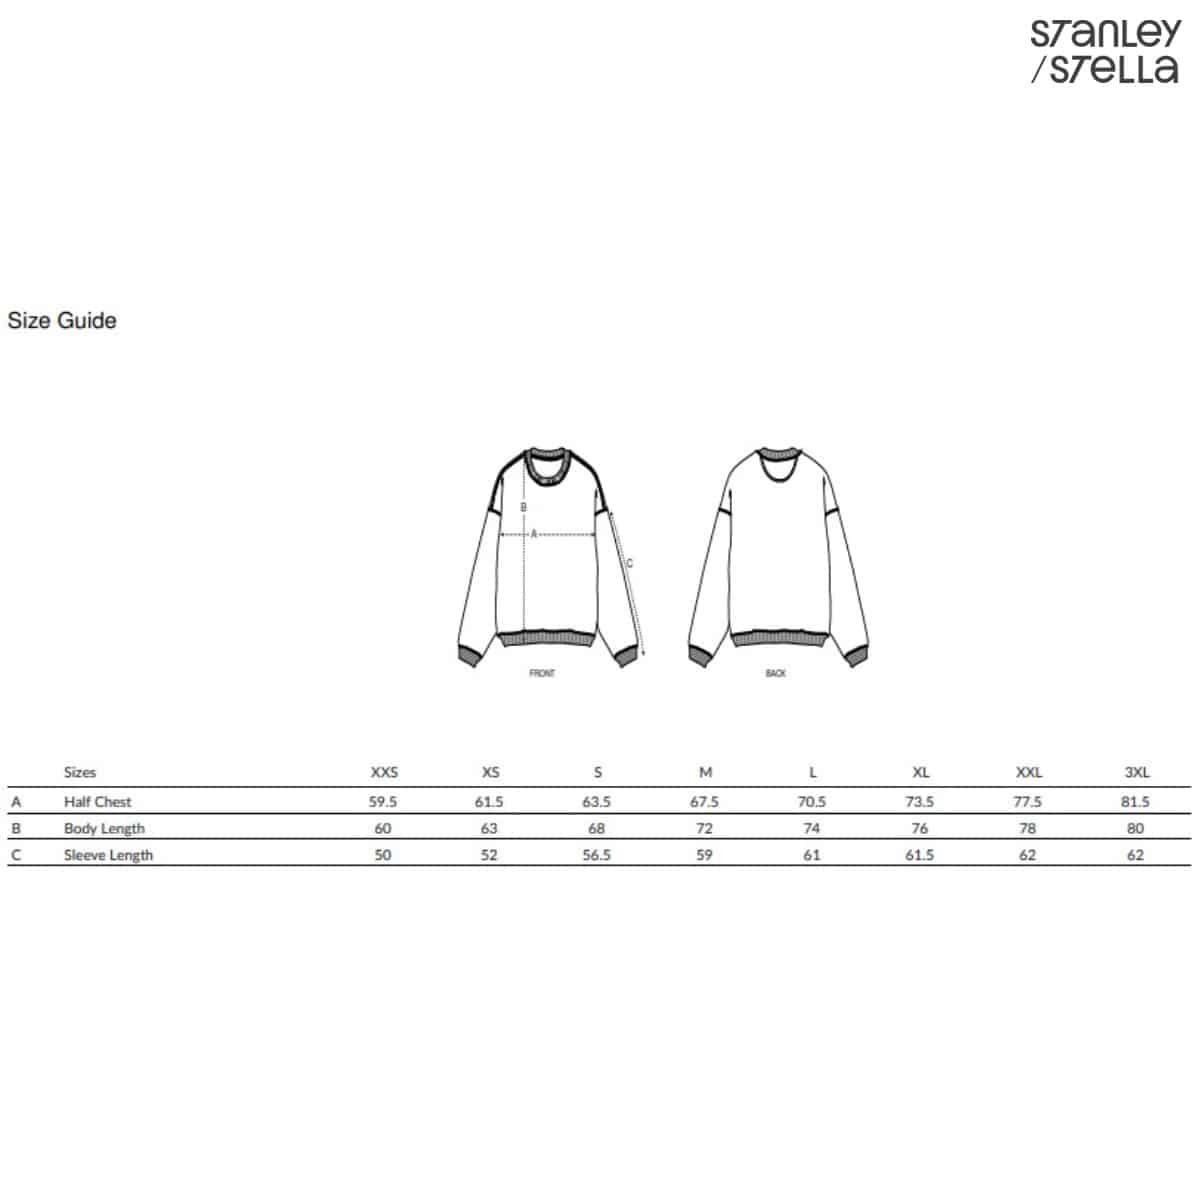 STANLEY
/STELLA
Size Guide
B
A
C
FRONT
BACK
Sizes XXS XS S M L XL XXL 3XL
A Half Chest 59.5 61.5 63.5 67.5 70.5 73.5 77.5 81.5
B Body Length 60 63 68 72 74 76 78 80
C Sleeve Length 50 52 56.5 59 61 61.5 62 62